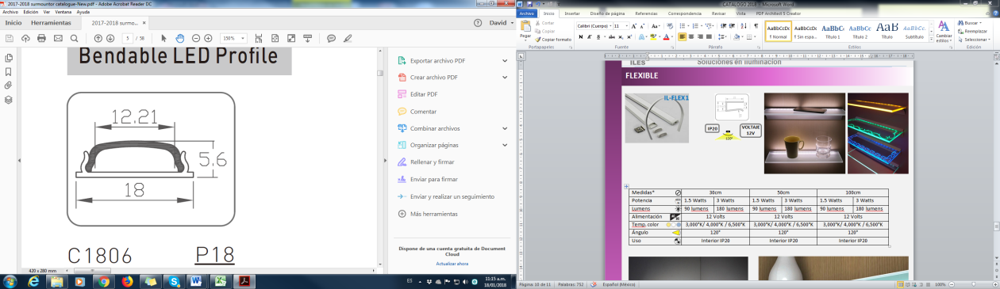 2017-2018 surmountor catalogue-New.pdf - Adobe Acrobat Reader DC
Archivo Edición Ver Ventana Ayuda
Inicio Herramientas 2017-2018 surmo... × David
5 / 58 150%
Bendable LED Profile
12.21
5,6
18
C1806 P18
420 x 280 mm
Exportar archivo PDF
Crear archivo PDF
Editar PDF
Comentar
Combinar archivos
Organizar páginas
Rellenar y firmar
Enviar para firmar
Enviar y realizar un seguimiento
Más herramientas
Dispone de una cuenta gratuita de Document
Cloud
Actualizar ahora
ES 11:15 a.m.
18/01/2018
CATALOGO 2018 - Microsoft Word
Archivo Inicio Insertar Diseño de página Referencias Correspondencia Revisar Vista PDF Architect 5 Creator
Pegar
Cortar
Copiar
Copiar formato
Portapapeles
Calibri (Cuerpo) 11
Fuente
Párrafo
AaBbCcDc AaBbCcDc AaBbC AaBbCc AaB AaBbCc.
¶ Normal ¶ Sin espa... Título 1 Título 2 Título Subtítulo
Cambiar
estilos
Estilos
Buscar
Reemplazar
Seleccionar
Edición
ILES Soluciones en iluminación
FLEXIBLE
IL-FLEX1
IP20
120°
VOLTAJE
12V
Medidas* 30cm 50cm 100cm
Potencia 1.5 Watts 3 Watts 1.5 Watts 3 Watts 1.5 Watts 3 Watts
Lumens 90 lumens 180 lumens 90 lumens 180 lumens 90 lumens 180 lumens
Alimentación 12 Volts 12 Volts 12 Volts
Temp. color 3,000°K/ 4,000°K / 6,500°K 3,000°K/ 4,000°K / 6,500°K 3,000°K/ 4,000°K / 6,500°K
Ángulo 120° 120° 120°
Uso Interior IP20 Interior IP20 Interior IP20
Página: 10 de 11 Palabras: 752 Español (México) 100%